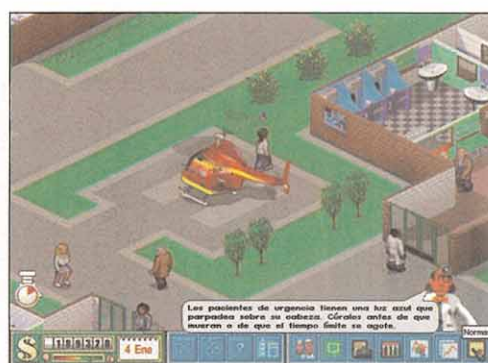 Los pacientes de urgencia tienen una luz azul que
parpadea sobre su cabeza. Cúralos antes de que
mueran o de que el tiempo límite se agote.
Normal
$
4 Ene
?